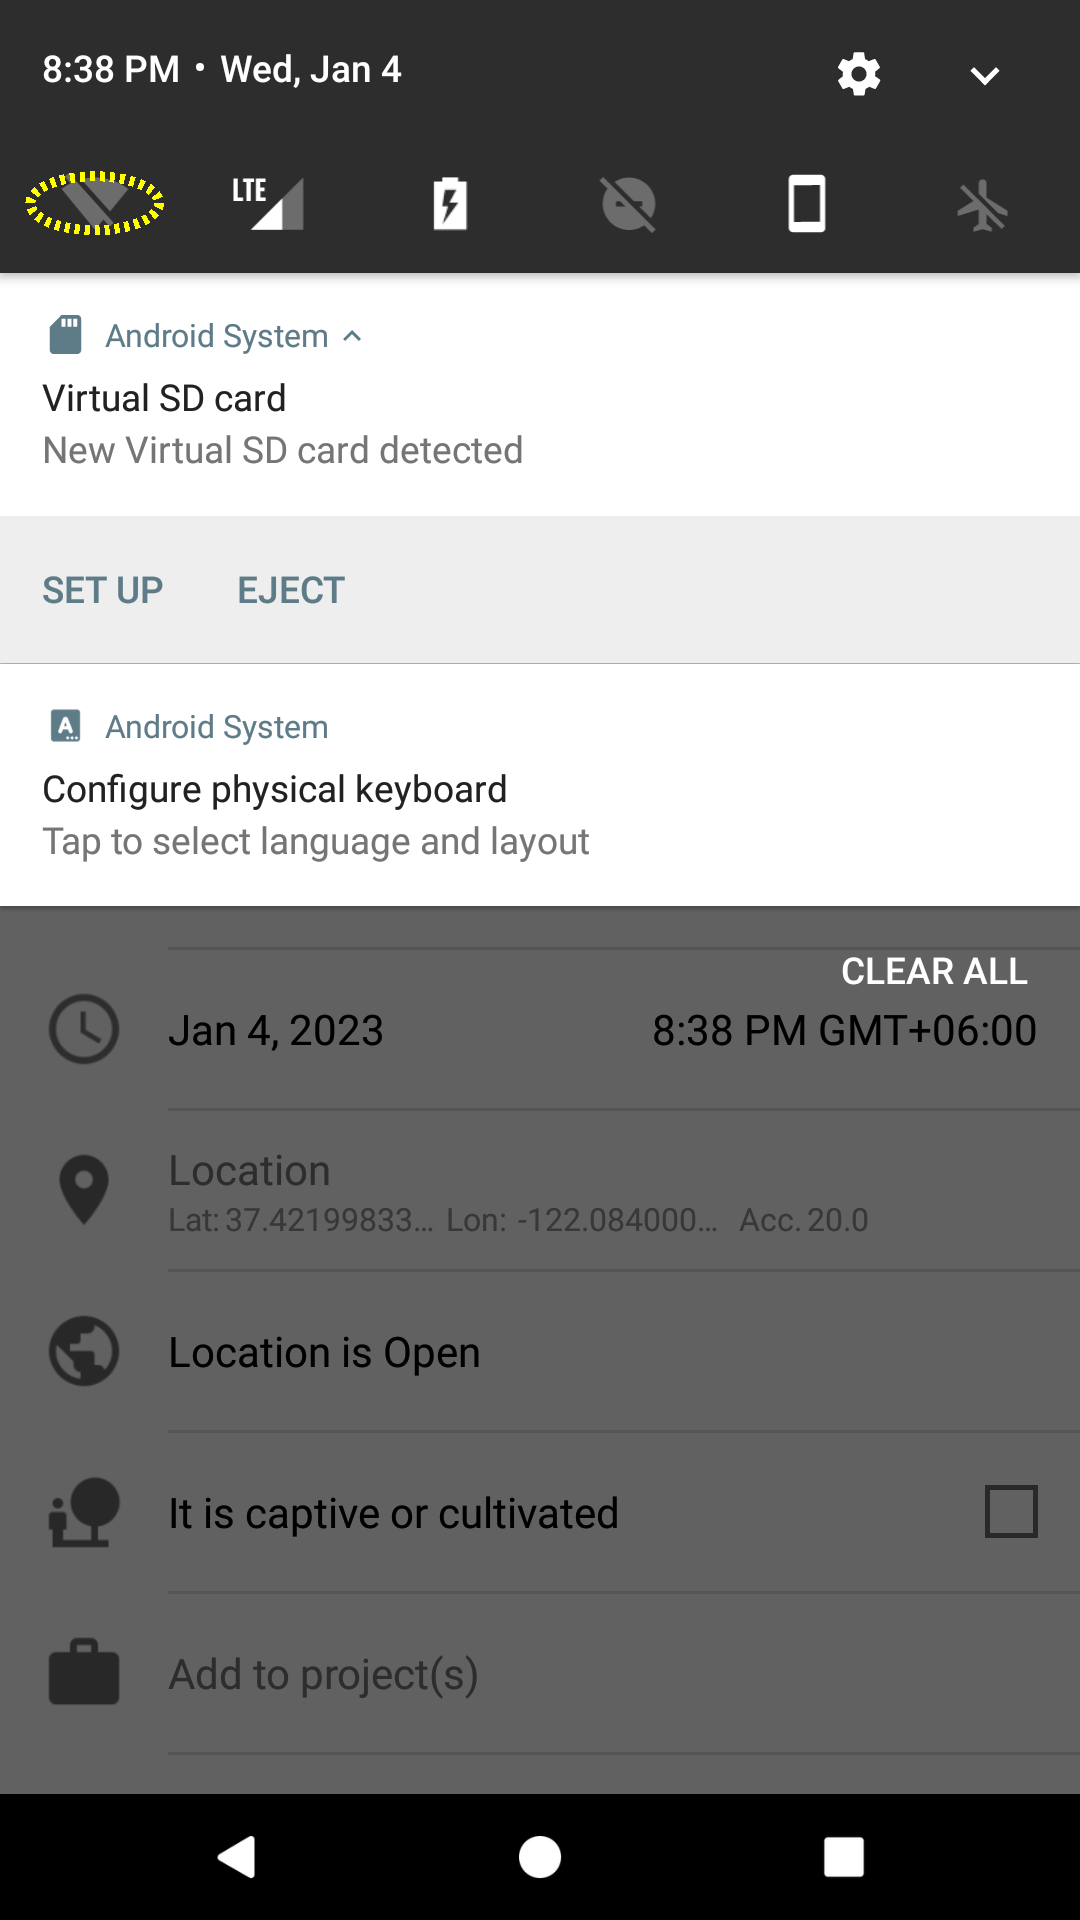 8:38 PM • Wed, Jan 4
LTE
Android System
Virtual SD card
New Virtual SD card detected
SET UP EJECT
A Android System
Configure physical keyboard
Tap to select language and layout
CLEAR ALL
Jan 4, 2023 8:38 PM GMT+06:00
Location
Lat: 37.42199833... Lon: -122.084000... Acc. 20.0
Location is Open
It is captive or cultivated
Add to project(s)